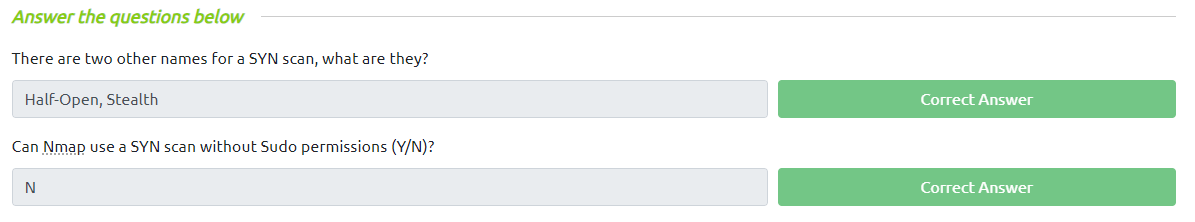 Answer the questions below
There are two other names for a SYN scan, what are they?
Half-Open, Stealth
Correct Answer
Can Nmap use a SYN scan without Sudo permissions (Y/N)?
N
Correct Answer